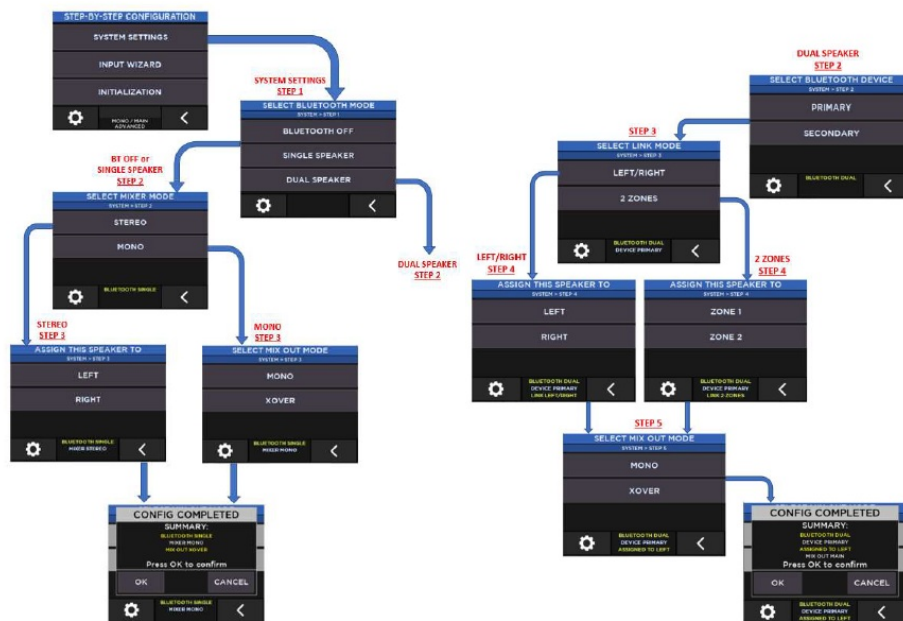 STEP-BY-STEP CONFIGURATION
SYSTEM SETTINGS
INPUT WIZARD
INITIALIZATION
MONO / MAIN
ADVANCED
SYSTEM SETTINGS
STEP 1
SELECT BLUETOOTH MODE
SYSTEM > STEP 1
BLUETOOTH OFF
SINGLE SPEAKER
DUAL SPEAKER
BT OFF or
SINGLE SPEAKER
STEP 2
SELECT MIXER MODE
SYSTEM > STEP 2
STEREO
MONO
BLUETOOTH SINGLE
DUAL SPEAKER
STEP 2
STEREO
STEP 3
ASSIGN THIS SPEAKER TO
SYSTEM > STEP 3
LEFT
RIGHT
BLUETOOTH SINGLE
MIXER STEREO
MONO
STEP 3
SELECT MIX OUT MODE
SYSTEM > STEP 3
MONO
XOVER
BLUETOOTH SINGLE
MIXER MONO
CONFIG COMPLETED
SUMMARY:
BLUETOOTH SINGLE
MIXER MONO
MIX OUT XOVER
Press OK to confirm
OK
CANCEL
BLUETOOTH SINGLE
MIXER MONO
DUAL SPEAKER
STEP 2
SELECT BLUETOOTH DEVICE
SYSTEM > STEP 2
PRIMARY
SECONDARY
BLUETOOTH DUAL
STEP 3
SELECT LINK MODE
SYSTEM > STEP 3
LEFT/RIGHT
2 ZONES
BLUETOOTH DUAL
DEVICE PRIMARY
LEFT/RIGHT
STEP 4
ASSIGN THIS SPEAKER TO
SYSTEM > STEP 4
LEFT
RIGHT
BLUETOOTH DUAL
DEVICE PRIMARY
LINK LEFT/RIGHT
2 ZONES
STEP 4
ASSIGN THIS SPEAKER TO
SYSTEM > STEP 4
ZONE 1
ZONE 2
BLUETOOTH DUAL
DEVICE PRIMARY
LINK 2-ZONES
STEP 5
SELECT MIX OUT MODE
SYSTEM > STEP 5
MONO
XOVER
BLUETOOTH DUAL
DEVICE PRIMARY
ASSIGNED TO LEFT
CONFIG COMPLETED
SUMMARY:
BLUETOOTH DUAL
DEVICE PRIMARY
ASSIGNED TO LEFT
MIX OUT MAIN
Press OK to confirm
OK
CANCEL
BLUETOOTH DUAL
DEVICE PRIMARY
ASSIGNED TO LEFT